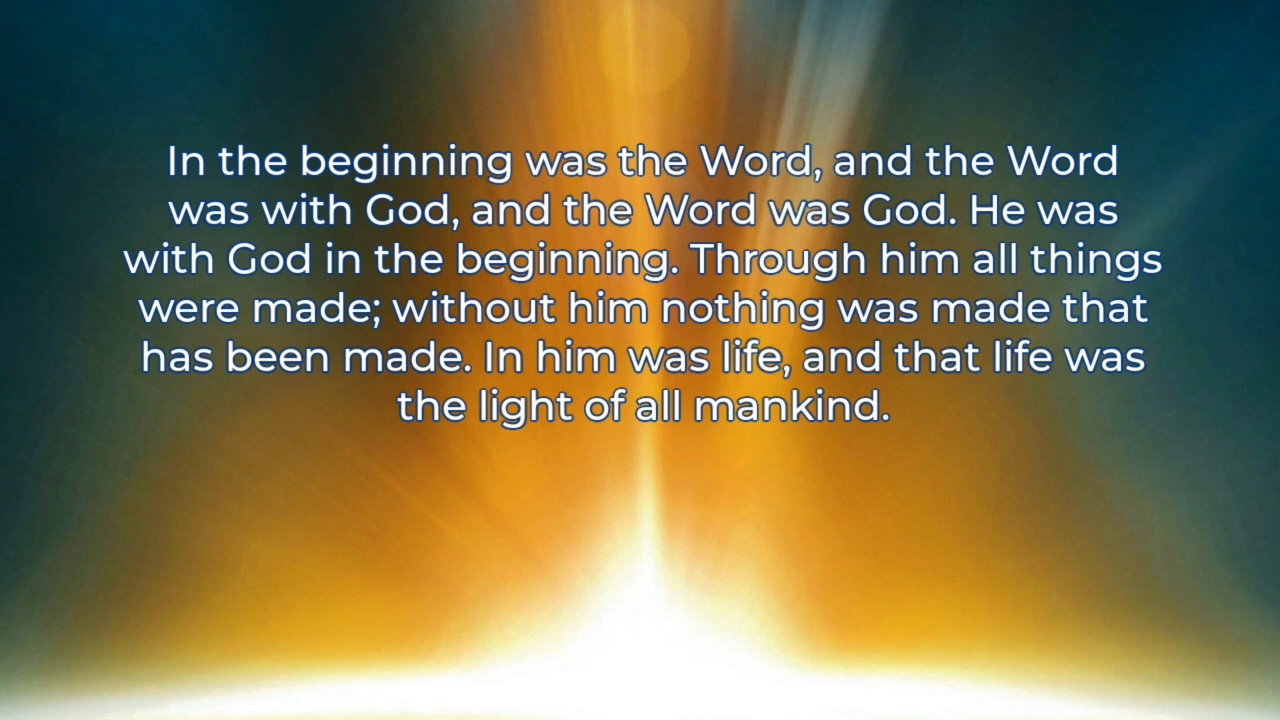 In the beginning was the Word, and the Word
was with God, and the Word was God. He was
with God in the beginning. Through him all things
were made; without him nothing was made that
has been made. In him was life, and that life was
the light of all mankind.